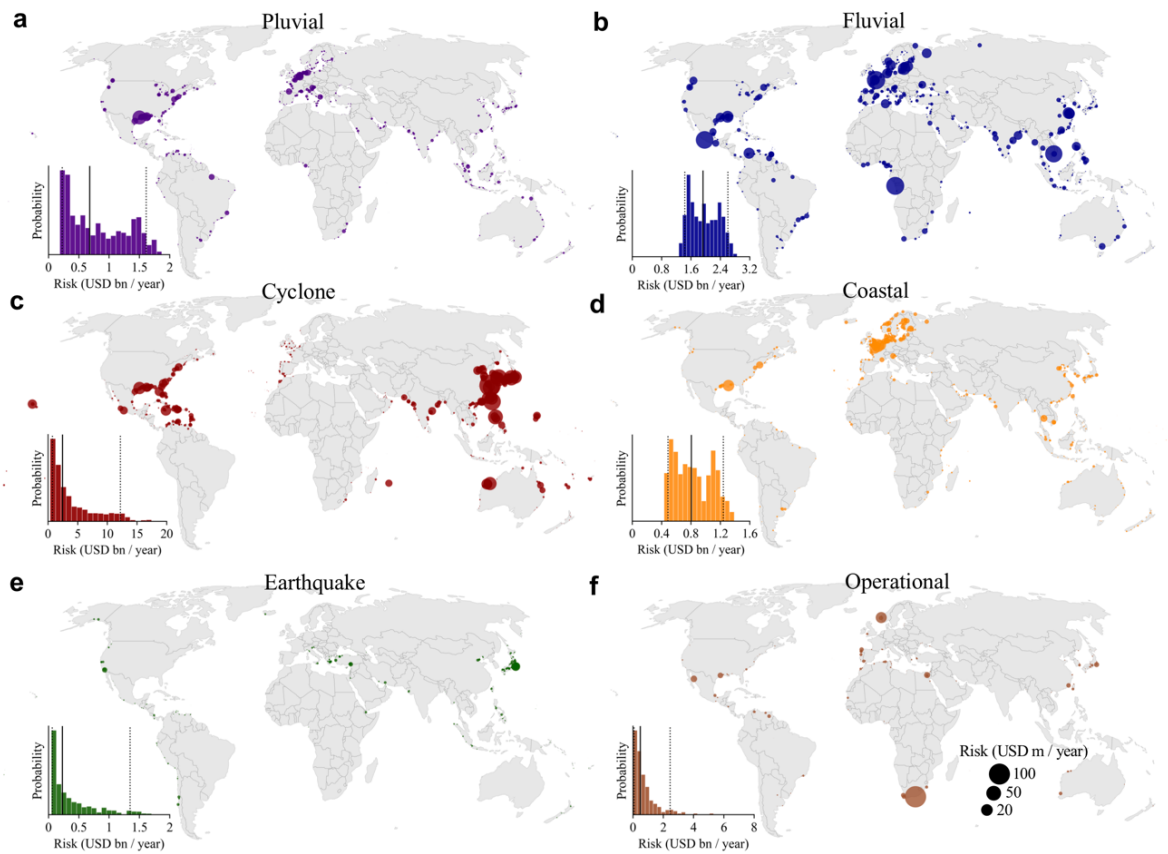 a
Pluvial
Probability
0 0.5 1 1.5 2
Risk (USD bn / year)
b
Fluvial
Probability
0 0.8 1.6 2.4 3.2
Risk (USD bn / year)
c
Cyclone
Probability
0 5 10 15 20
Risk (USD bn / year)
d
Coastal
Probability
0 0.4 0.8 1.2 1.6
Risk (USD bn / year)
e
Earthquake
Probability
0 0.5 1 1.5 2
Risk (USD bn / year)
f
Operational
Probability
0 2 4 6 8
Risk (USD bn / year)
Risk (USD m / year)
100
50
20